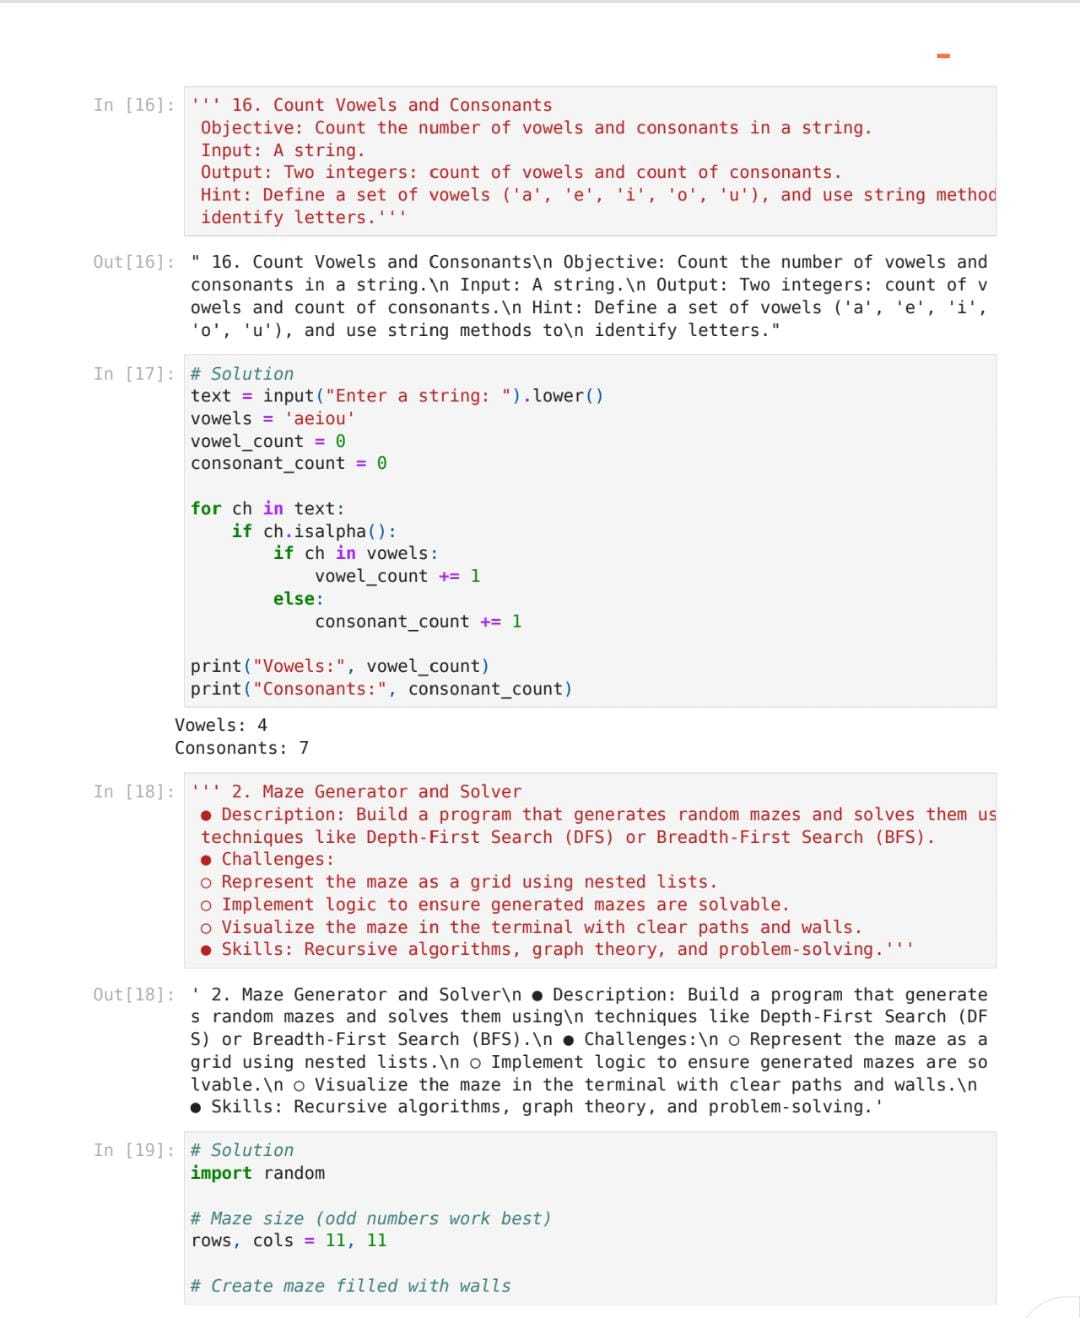 In [16]: ''' 16. Count Vowels and Consonants
Objective: Count the number of vowels and consonants in a string.
Input: A string.
Output: Two integers: count of vowels and count of consonants.
Hint: Define a set of vowels ('a', 'e', 'i', 'o', 'u'), and use string method
identify letters.'''
Out[16]: " 16. Count Vowels and Consonants\n Objective: Count the number of vowels and
consonants in a string.\n Input: A string.\n Output: Two integers: count of v
owels and count of consonants.\n Hint: Define a set of vowels ('a', 'e', 'i',
'o', 'u'), and use string methods to\n identify letters."
In [17]: # Solution
text = input("Enter a string: ").lower()
vowels = 'aeiou'
vowel_count = 0
consonant_count = 0
for ch in text:
    if ch.isalpha():
        if ch in vowels:
            vowel_count += 1
        else:
            consonant_count += 1
print("Vowels:", vowel_count)
print("Consonants:", consonant_count)
Vowels: 4
Consonants: 7
In [18]: ''' 2. Maze Generator and Solver
● Description: Build a program that generates random mazes and solves them us
techniques like Depth-First Search (DFS) or Breadth-First Search (BFS).
● Challenges:
○ Represent the maze as a grid using nested lists.
○ Implement logic to ensure generated mazes are solvable.
○ Visualize the maze in the terminal with clear paths and walls.
● Skills: Recursive algorithms, graph theory, and problem-solving.'''
Out[18]: ' 2. Maze Generator and Solver\n ● Description: Build a program that generate
s random mazes and solves them using\n techniques like Depth-First Search (DF
S) or Breadth-First Search (BFS).\n ● Challenges:\n ○ Represent the maze as a
grid using nested lists.\n ○ Implement logic to ensure generated mazes are so
lvable.\n ○ Visualize the maze in the terminal with clear paths and walls.\n
● Skills: Recursive algorithms, graph theory, and problem-solving.'
In [19]: # Solution
import random
# Maze size (odd numbers work best)
rows, cols = 11, 11
# Create maze filled with walls